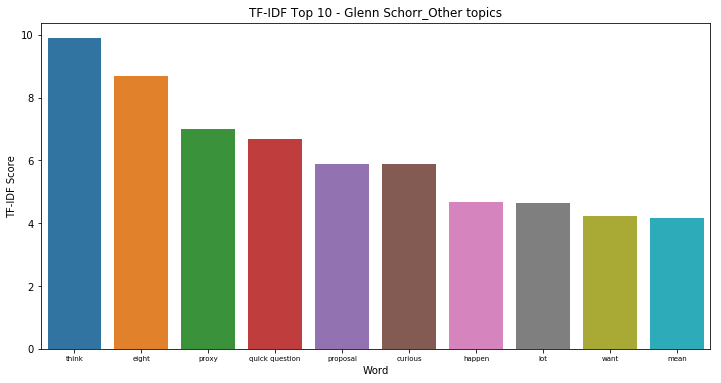 TF-IDF Top 10 - Glenn Schorr_Other topics
TF-IDF Score
10
8
6
4
2
0
think eight proxy quick question proposal curious happen lot want mean
Word